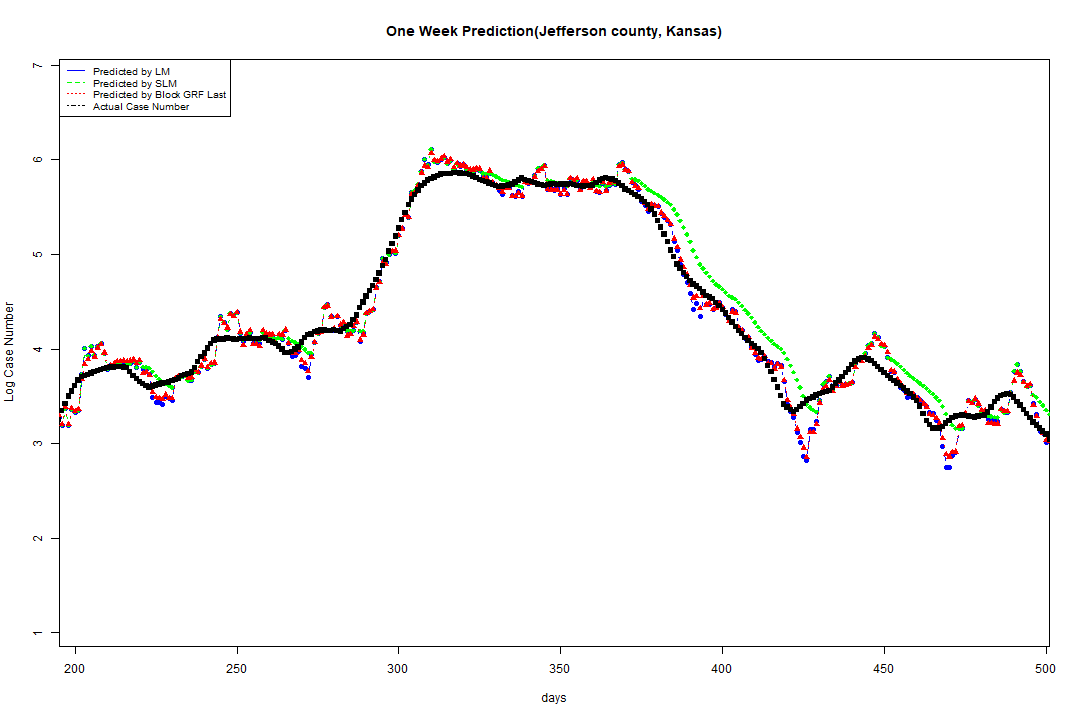 One Week Prediction(Jefferson county, Kansas)
Predicted by LM
Predicted by SLM
Predicted by Block GRF Last
Actual Case Number
7
6
5
4
3
2
1
Log Case Number
200 250 300 350 400 450 500
days